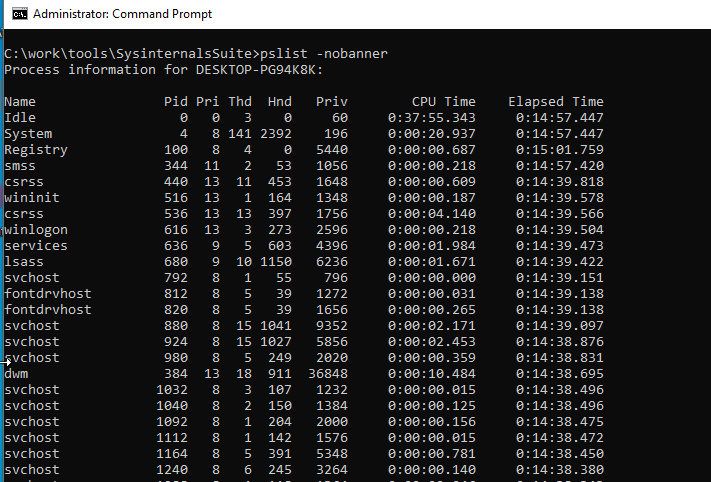 Administrator: Command Prompt
C:\work\tools\SysinternalsSuite>pslist -nobanner
Process information for DESKTOP-PG94K8K:
Name Pid Pri Thd Hnd Priv CPU Time Elapsed Time
Idle 0 0 3 0 60 0:37:55.343 0:14:57.447
System 4 8 141 2392 196 0:00:20.937 0:14:57.447
Registry 100 8 4 0 5440 0:00:00.687 0:15:01.759
smss 344 11 2 53 1056 0:00:00.218 0:14:57.420
csrss 440 13 11 453 1648 0:00:00.609 0:14:39.818
wininit 516 13 1 164 1348 0:00:00.187 0:14:39.578
csrss 536 13 13 397 1756 0:00:04.140 0:14:39.566
winlogon 616 13 3 273 2596 0:00:00.218 0:14:39.504
services 636 9 5 603 4396 0:00:01.984 0:14:39.473
lsass 680 9 10 1150 6236 0:00:01.671 0:14:39.422
svchost 792 8 1 55 796 0:00:00.000 0:14:39.151
fontdrvhost 812 8 5 39 1272 0:00:00.031 0:14:39.138
fontdrvhost 820 8 5 39 1656 0:00:00.265 0:14:39.138
svchost 880 8 15 1041 9352 0:00:02.171 0:14:39.097
svchost 924 8 15 1027 5856 0:00:02.453 0:14:38.876
svchost 980 8 5 249 2020 0:00:00.359 0:14:38.831
dwm 384 13 18 911 36848 0:00:10.484 0:14:38.695
svchost 1032 8 3 107 1232 0:00:00.015 0:14:38.496
svchost 1040 8 2 150 1384 0:00:00.125 0:14:38.496
svchost 1092 8 1 204 2000 0:00:00.156 0:14:38.475
svchost 1112 8 1 142 1576 0:00:00.015 0:14:38.472
svchost 1164 8 5 391 5348 0:00:00.781 0:14:38.450
svchost 1240 8 6 245 3264 0:00:00.140 0:14:38.380